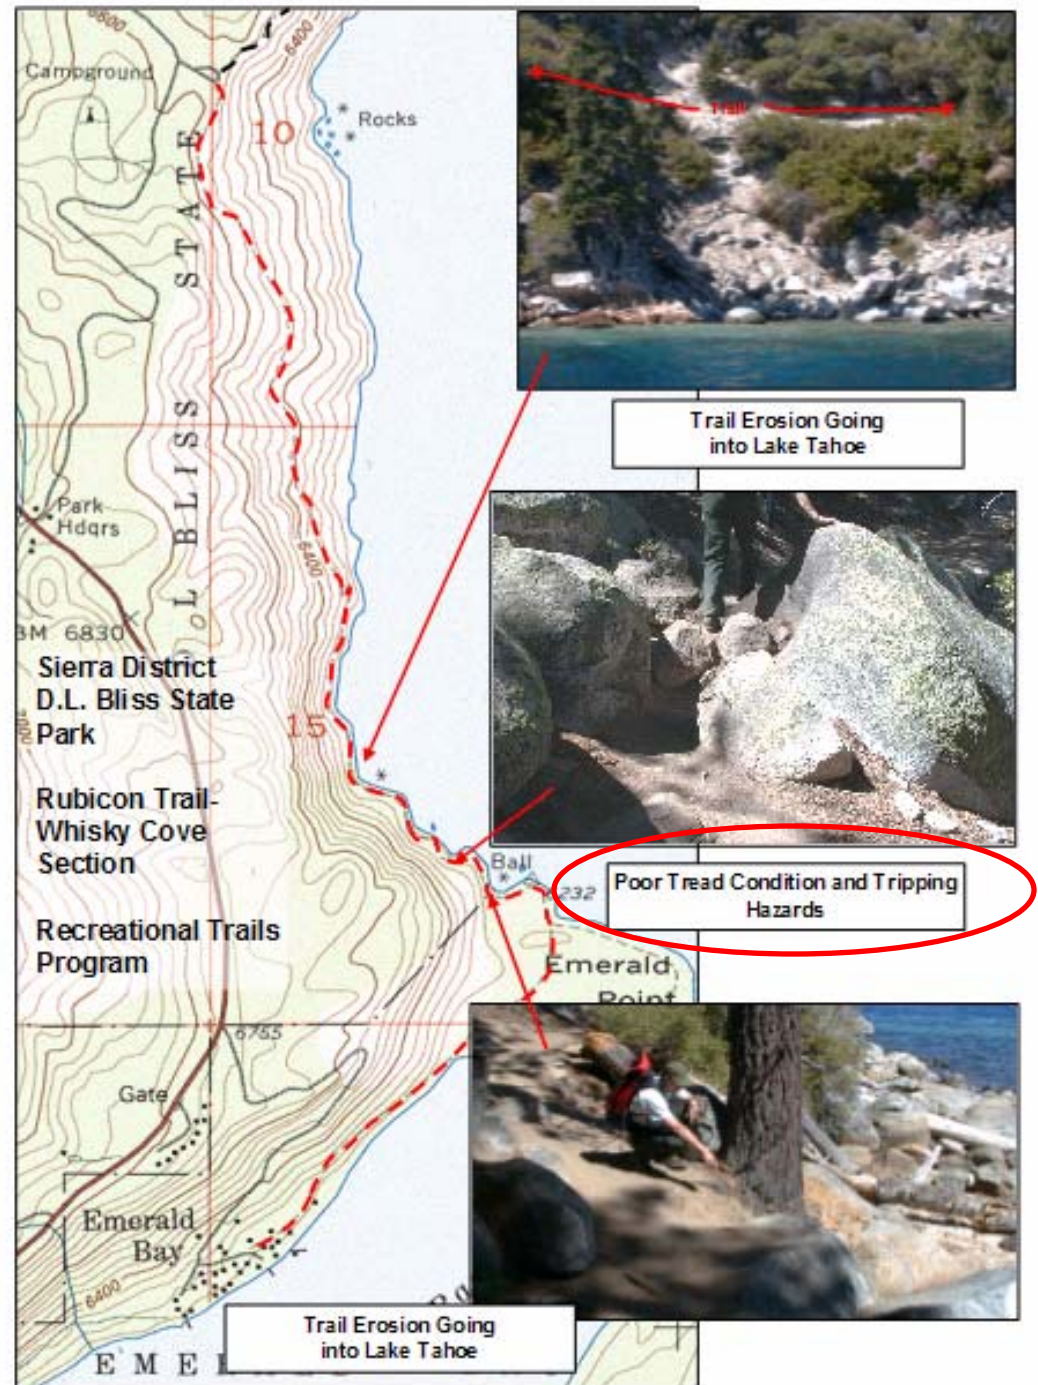 6800
6400
Campground
Rocks
10
Trail
STATE
Trail Erosion Going
into Lake Tahoe
BLISS
Park
Hdqrs
6400
L
BM 6830
Sierra District
D.L. Bliss State
Park
15
Rubicon Trail-
Whisky Cove
Section
Ball
232
Poor Tread Condition and Tripping
Hazards
Recreational Trails
Program
Emerald
Point
6755
Gate
Emerald
Bay
6400
Trail Erosion Going
into Lake Tahoe